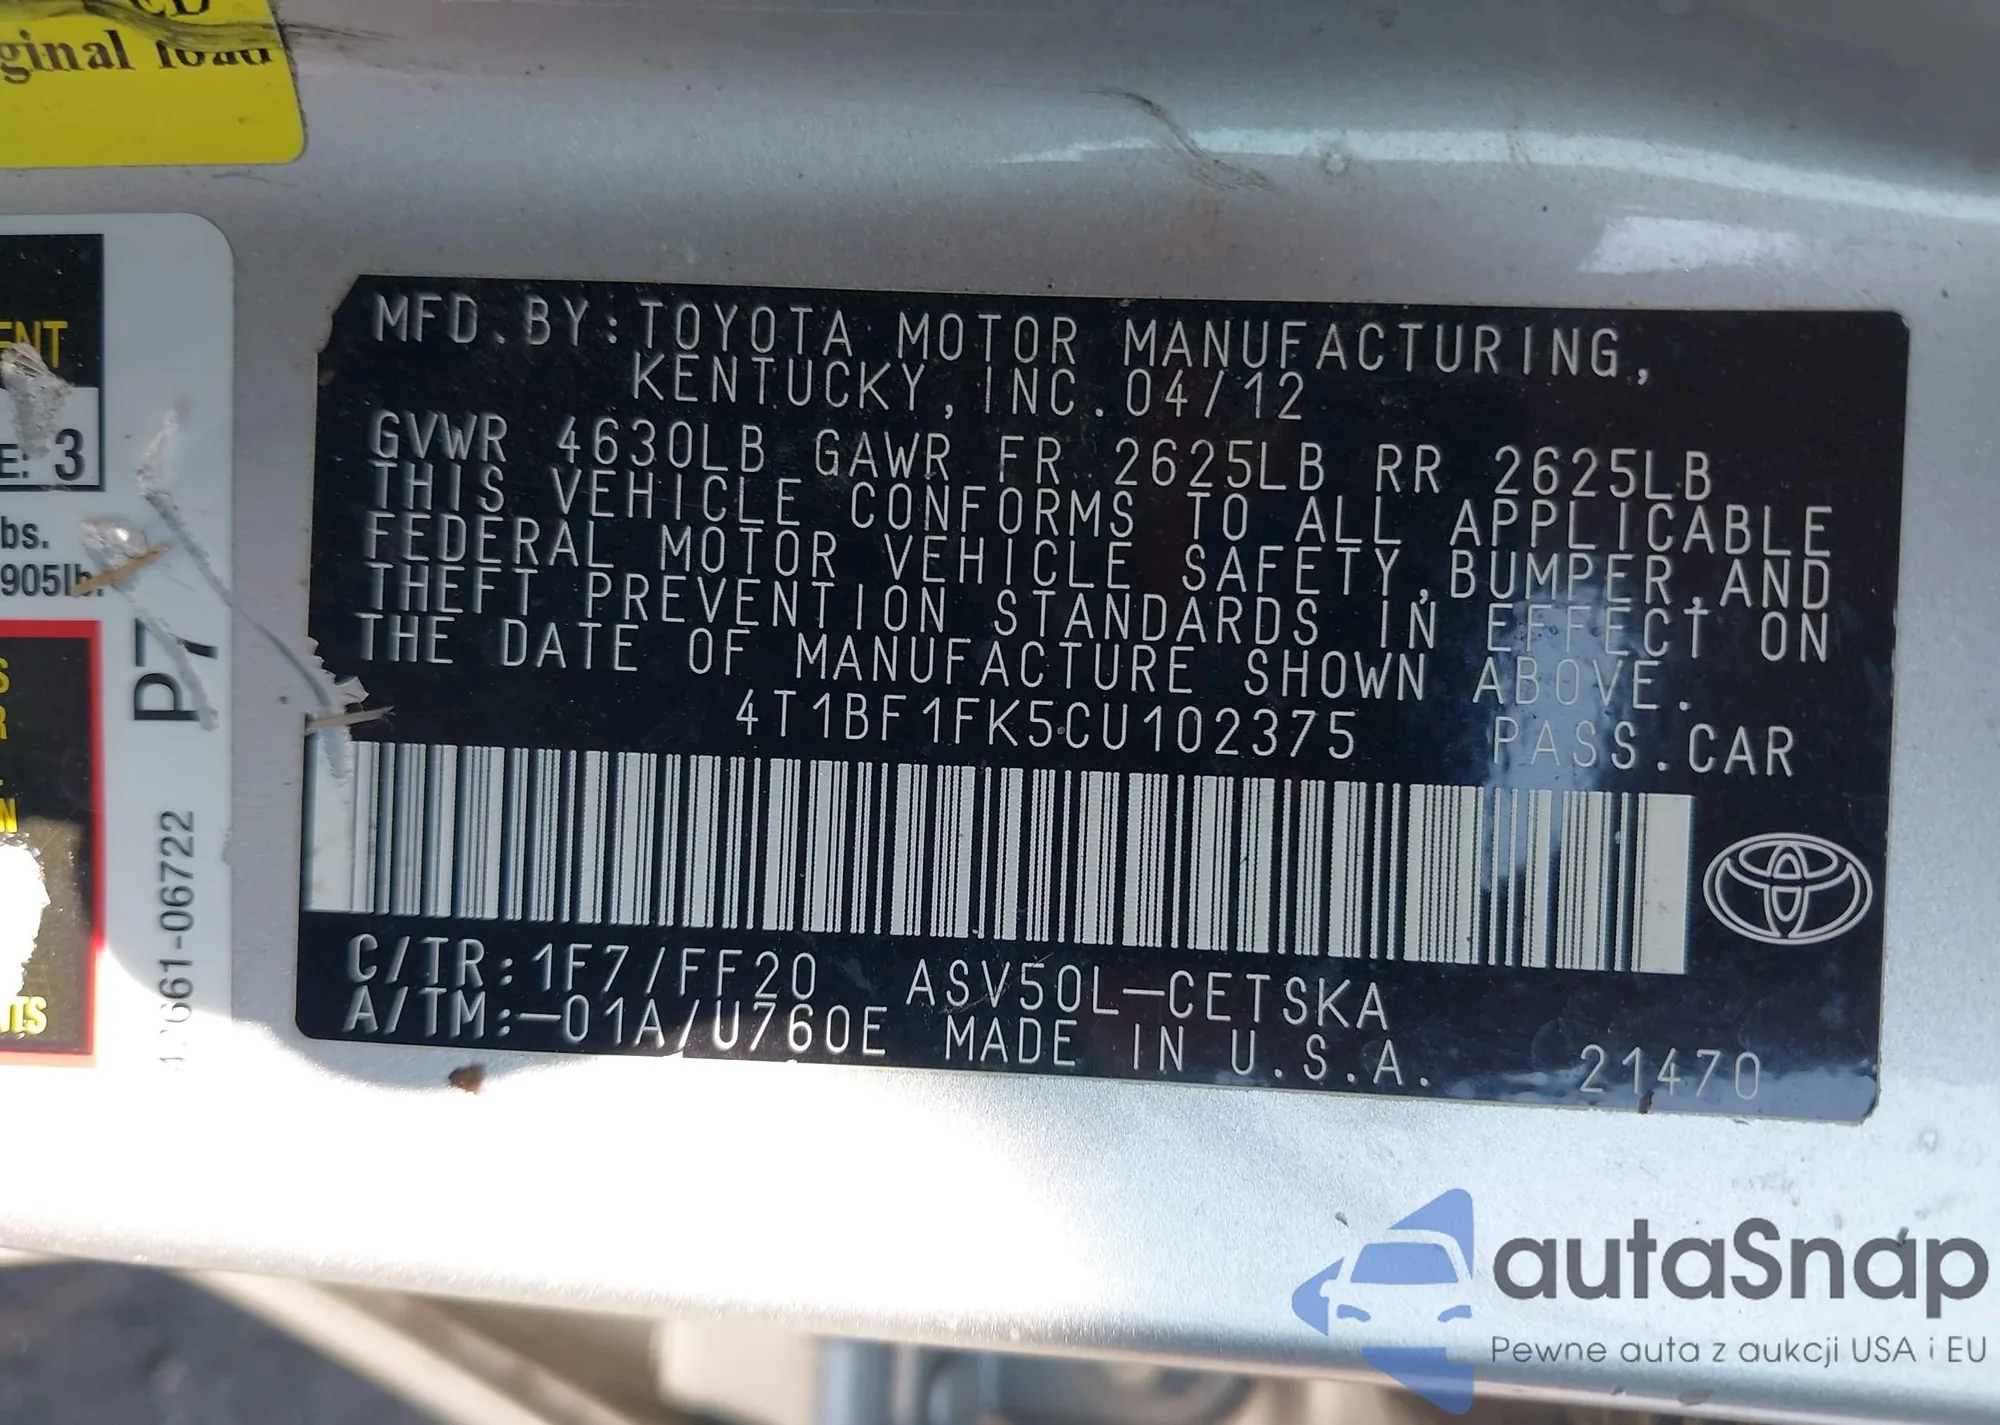 ginal load
ENT
E: 3
bs.
905lb.
P7
06722
MFD.BY:TOYOTA MOTOR MANUFACTURING,
KENTUCKY,INC.04/12
GVWR 4630LB GAWR FR 2625LB RR 2625LB
THIS VEHICLE CONFORMS TO ALL APPLICABLE
FEDERAL MOTOR VEHICLE SAFETY,BUMPER,AND
THEFT PREVENTION STANDARDS IN EFFECT ON
THE DATE OF MANUFACTURE SHOWN ABOVE.
4T1BF1FK5CU102375 PASS.CAR
C/TR:1F7/FF20 ASV50L-CETSKA
A/TM:-01A/U760E MADE IN U.S.A. 21470
autaSnap
Pewne auta z aukcji USA i EU